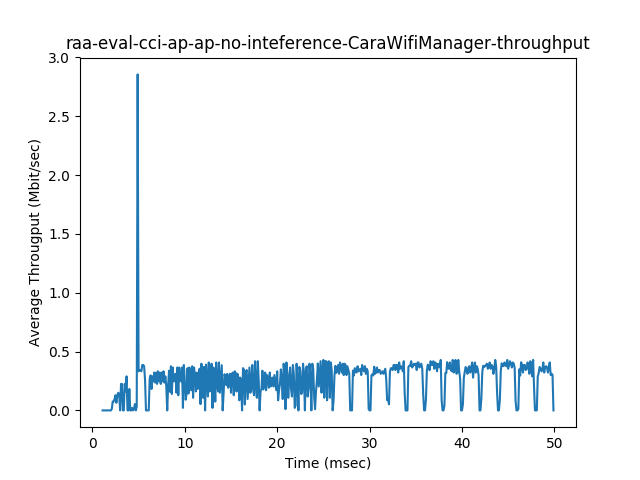 raa-eval-cci-ap-ap-no-inteference-CaraWifiManager-throughput
3.0
2.5
2.0
1.5
1.0
0.5
0.0
Average Througput (Mbit/sec)
0 10 20 30 40 50
Time (msec)